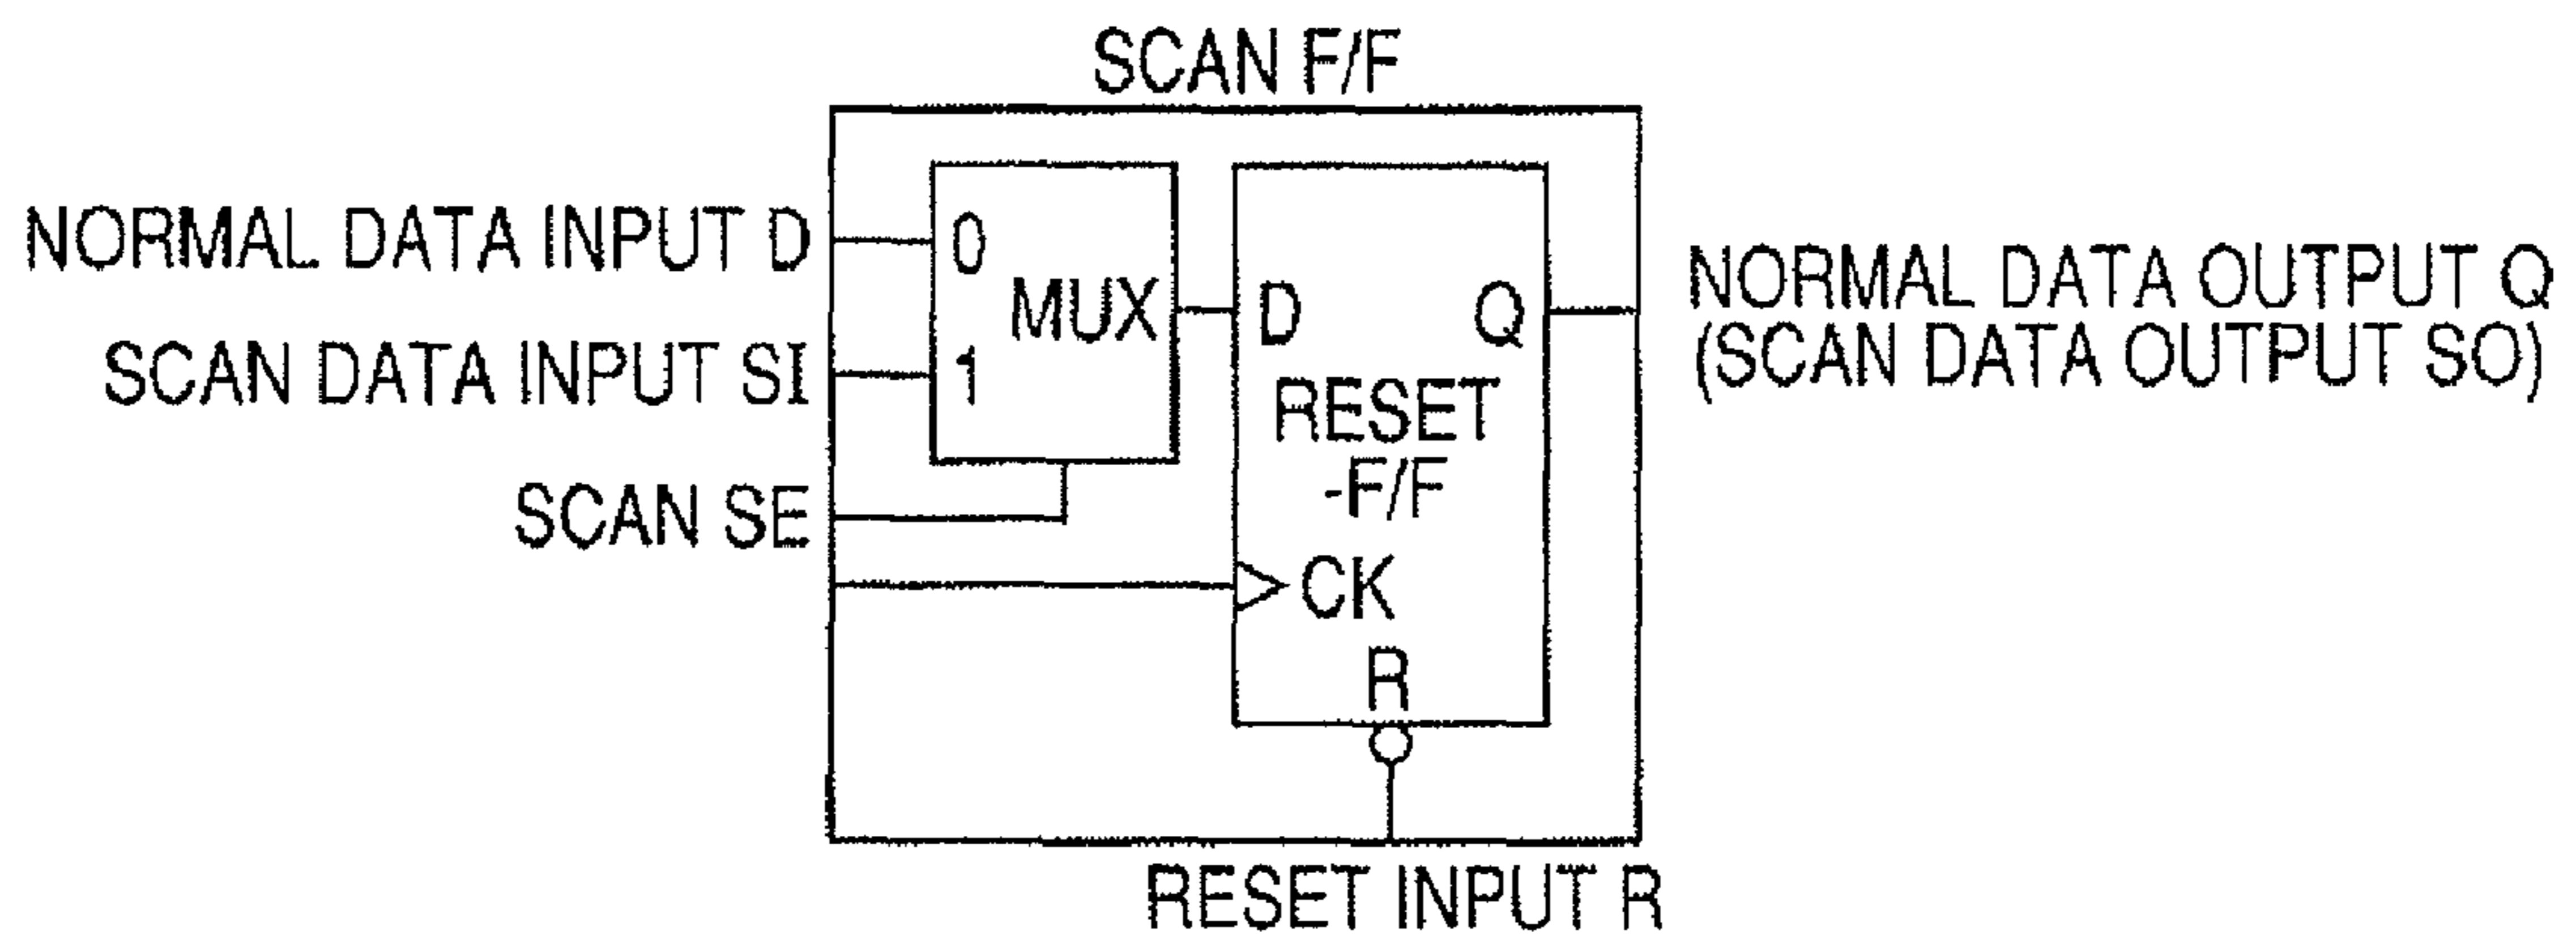 SCAN F/F
NORMAL DATA INPUT D
0
MUX
D
Q
NORMAL DATA OUTPUT Q
(SCAN DATA OUTPUT SO)
SCAN DATA INPUT SI
1
RESET
-F/F
SCAN SE
CK
R
RESET INPUT R